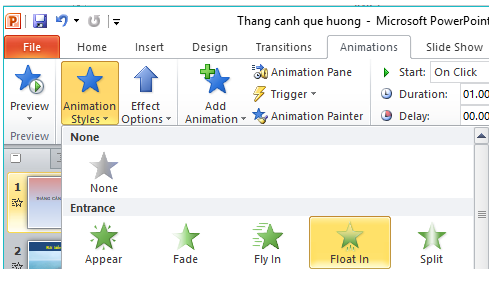 Thang canh que huong - Microsoft PowerPoint
File Home Insert Design Transitions Animations Slide Show
Preview
Animation Styles
Effect Options
Add Animation
Animation Pane
Trigger
Animation Painter
Start: On Click
Duration: 01.00
Delay: 00.00
Preview
None
None
Entrance
Appear Fade Fly In Float In Split
1
2